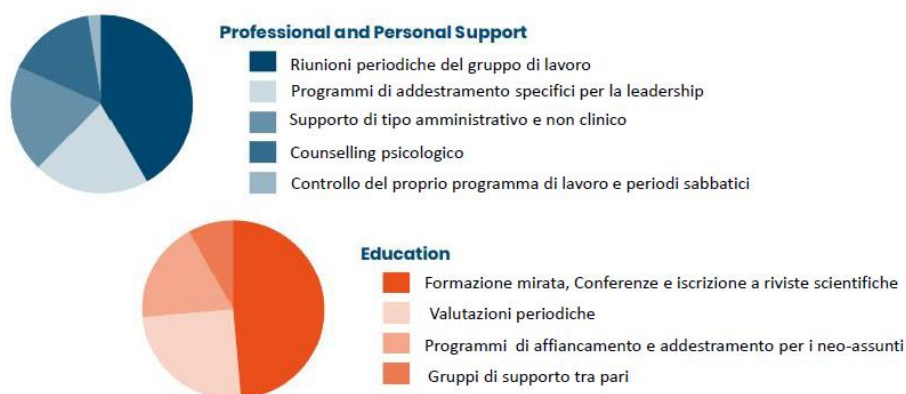 Professional and Personal Support
Riunioni periodiche del gruppo di lavoro
Programmi di addestramento specifici per la leadership
Supporto di tipo amministrativo e non clinico
Counselling psicologico
Controllo del proprio programma di lavoro e periodi sabbatici
Education
Formazione mirata, Conferenze e iscrizione a riviste scientifiche
Valutazioni periodiche
Programmi di affiancamento e addestramento per i neo-assunti
Gruppi di supporto tra pari